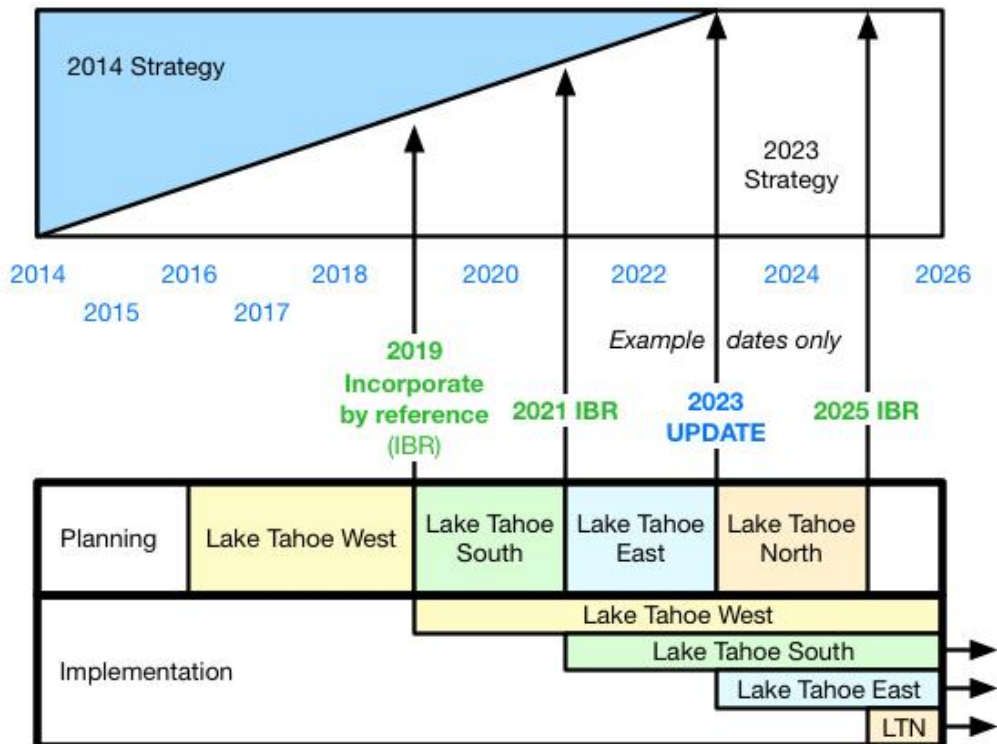 2014 Strategy
2023
Strategy
2014
2016
2018
2020
2022
2024
2026
2015
2017
Example dates only
2019
Incorporate
by reference
(IBR)
2021 IBR
2023
UPDATE
2025 IBR
Planning
Lake Tahoe West
Lake Tahoe
South
Lake Tahoe
East
Lake Tahoe
North
Implementation
Lake Tahoe West
Lake Tahoe South
Lake Tahoe East
LTN